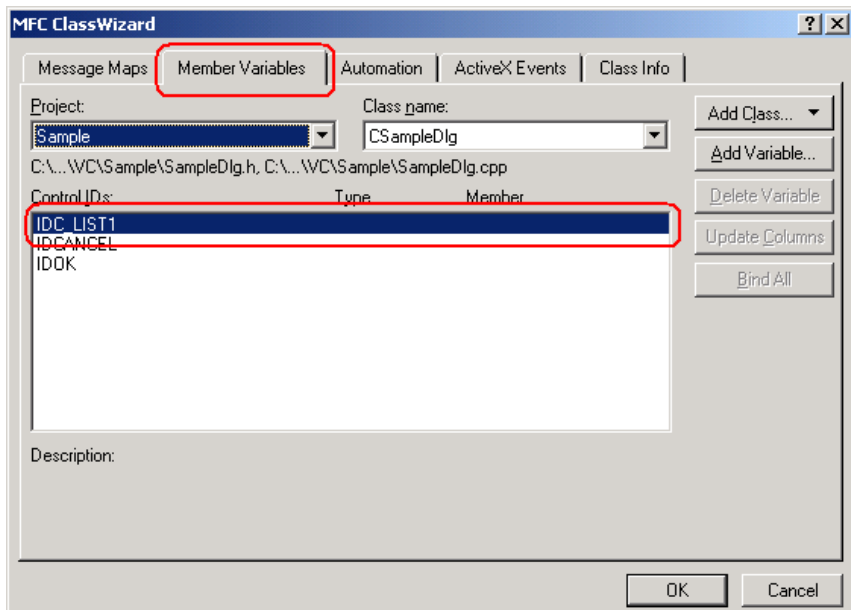 MFC ClassWizard
Message Maps Member Variables Automation ActiveX Events Class Info
Project: Class name:
Sample CSampleDlg
C:\...\VC\Sample\SampleDlg.h, C:\...\VC\Sample\SampleDlg.cpp
Control IDs: Type Member
IDC_LIST1
IDCANCEL
IDOK
Add Class...
Add Variable...
Delete Variable
Update Columns
Bind All
Description:
OK Cancel